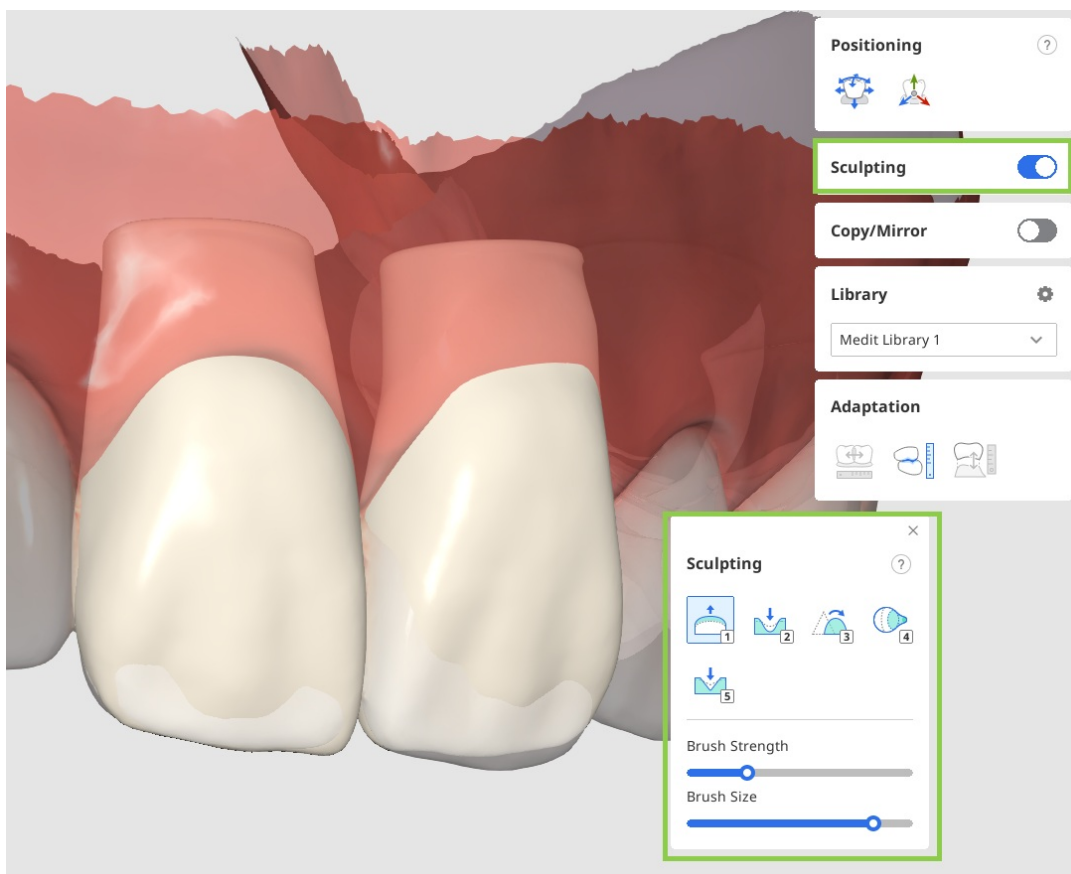 Positioning
?
Sculpting
Copy/Mirror
Library
Medit Library 1
Adaptation
Sculpting
?
1
2
3
4
5
Brush Strength
Brush Size